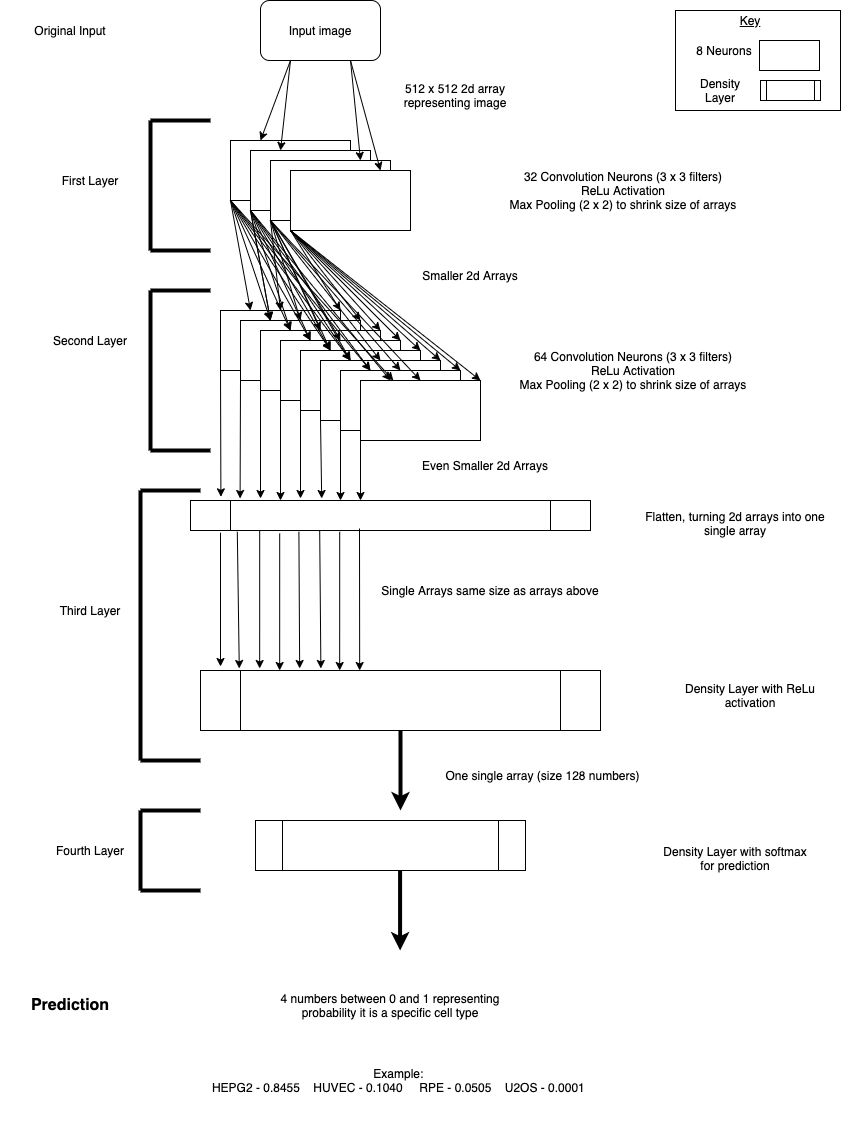 Original Input
Input image
Key
8 Neurons
Density
Layer
512 x 512 2d array
representing image
First Layer
32 Convolution Neurons (3 x 3 filters)
ReLu Activation
Max Pooling (2 x 2) to shrink size of arrays
Smaller 2d Arrays
Second Layer
64 Convolution Neurons (3 x 3 filters)
ReLu Activation
Max Pooling (2 x 2) to shrink size of arrays
Even Smaller 2d Arrays
Flatten, turning 2d arrays into one
single array
Third Layer
Single Arrays same size as arrays above
Density Layer with ReLu
activation
One single array (size 128 numbers)
Fourth Layer
Density Layer with softmax
for prediction
Prediction
4 numbers between 0 and 1 representing
probability it is a specific cell type
Example:
HEPG2 - 0.8455 HUVEC - 0.1040 RPE - 0.0505 U2OS - 0.0001